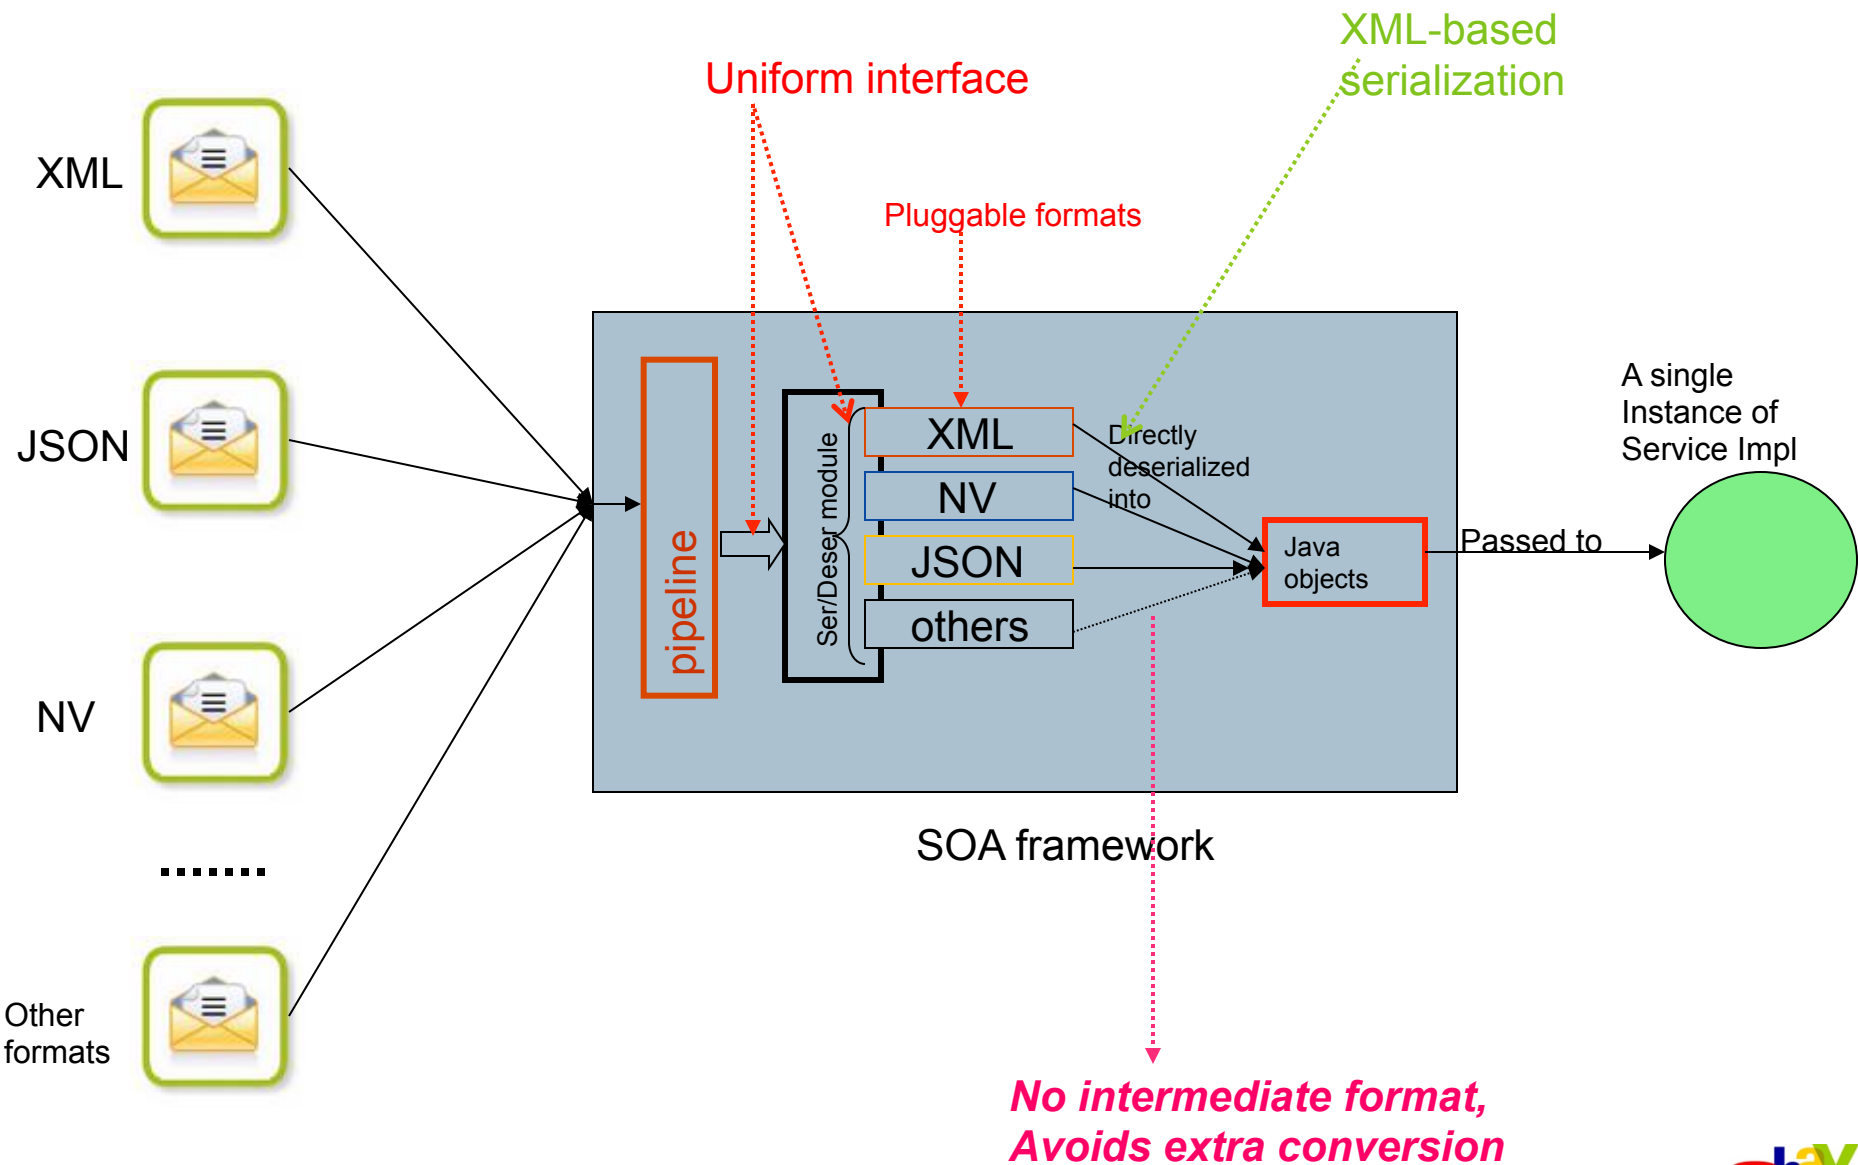 XML-based
serialization
Uniform interface
Pluggable formats
XML
JSON
NV
Other
formats
pipeline
Ser/Deser module
XML
NV
JSON
others
Directly
deserialized
into
Java
objects
Passed to
A single
Instance of
Service Impl
SOA framework
No intermediate format,
Avoids extra conversion
ebay